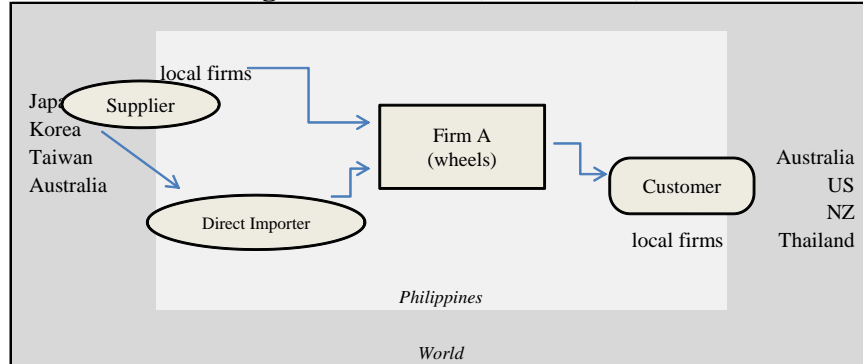 local firms
Supplier
Korea
Taiwan
Australia
Direct Importer
Firm A
(wheels)
Customer
local firms
Australia
US
NZ
Thailand
Philippines
World